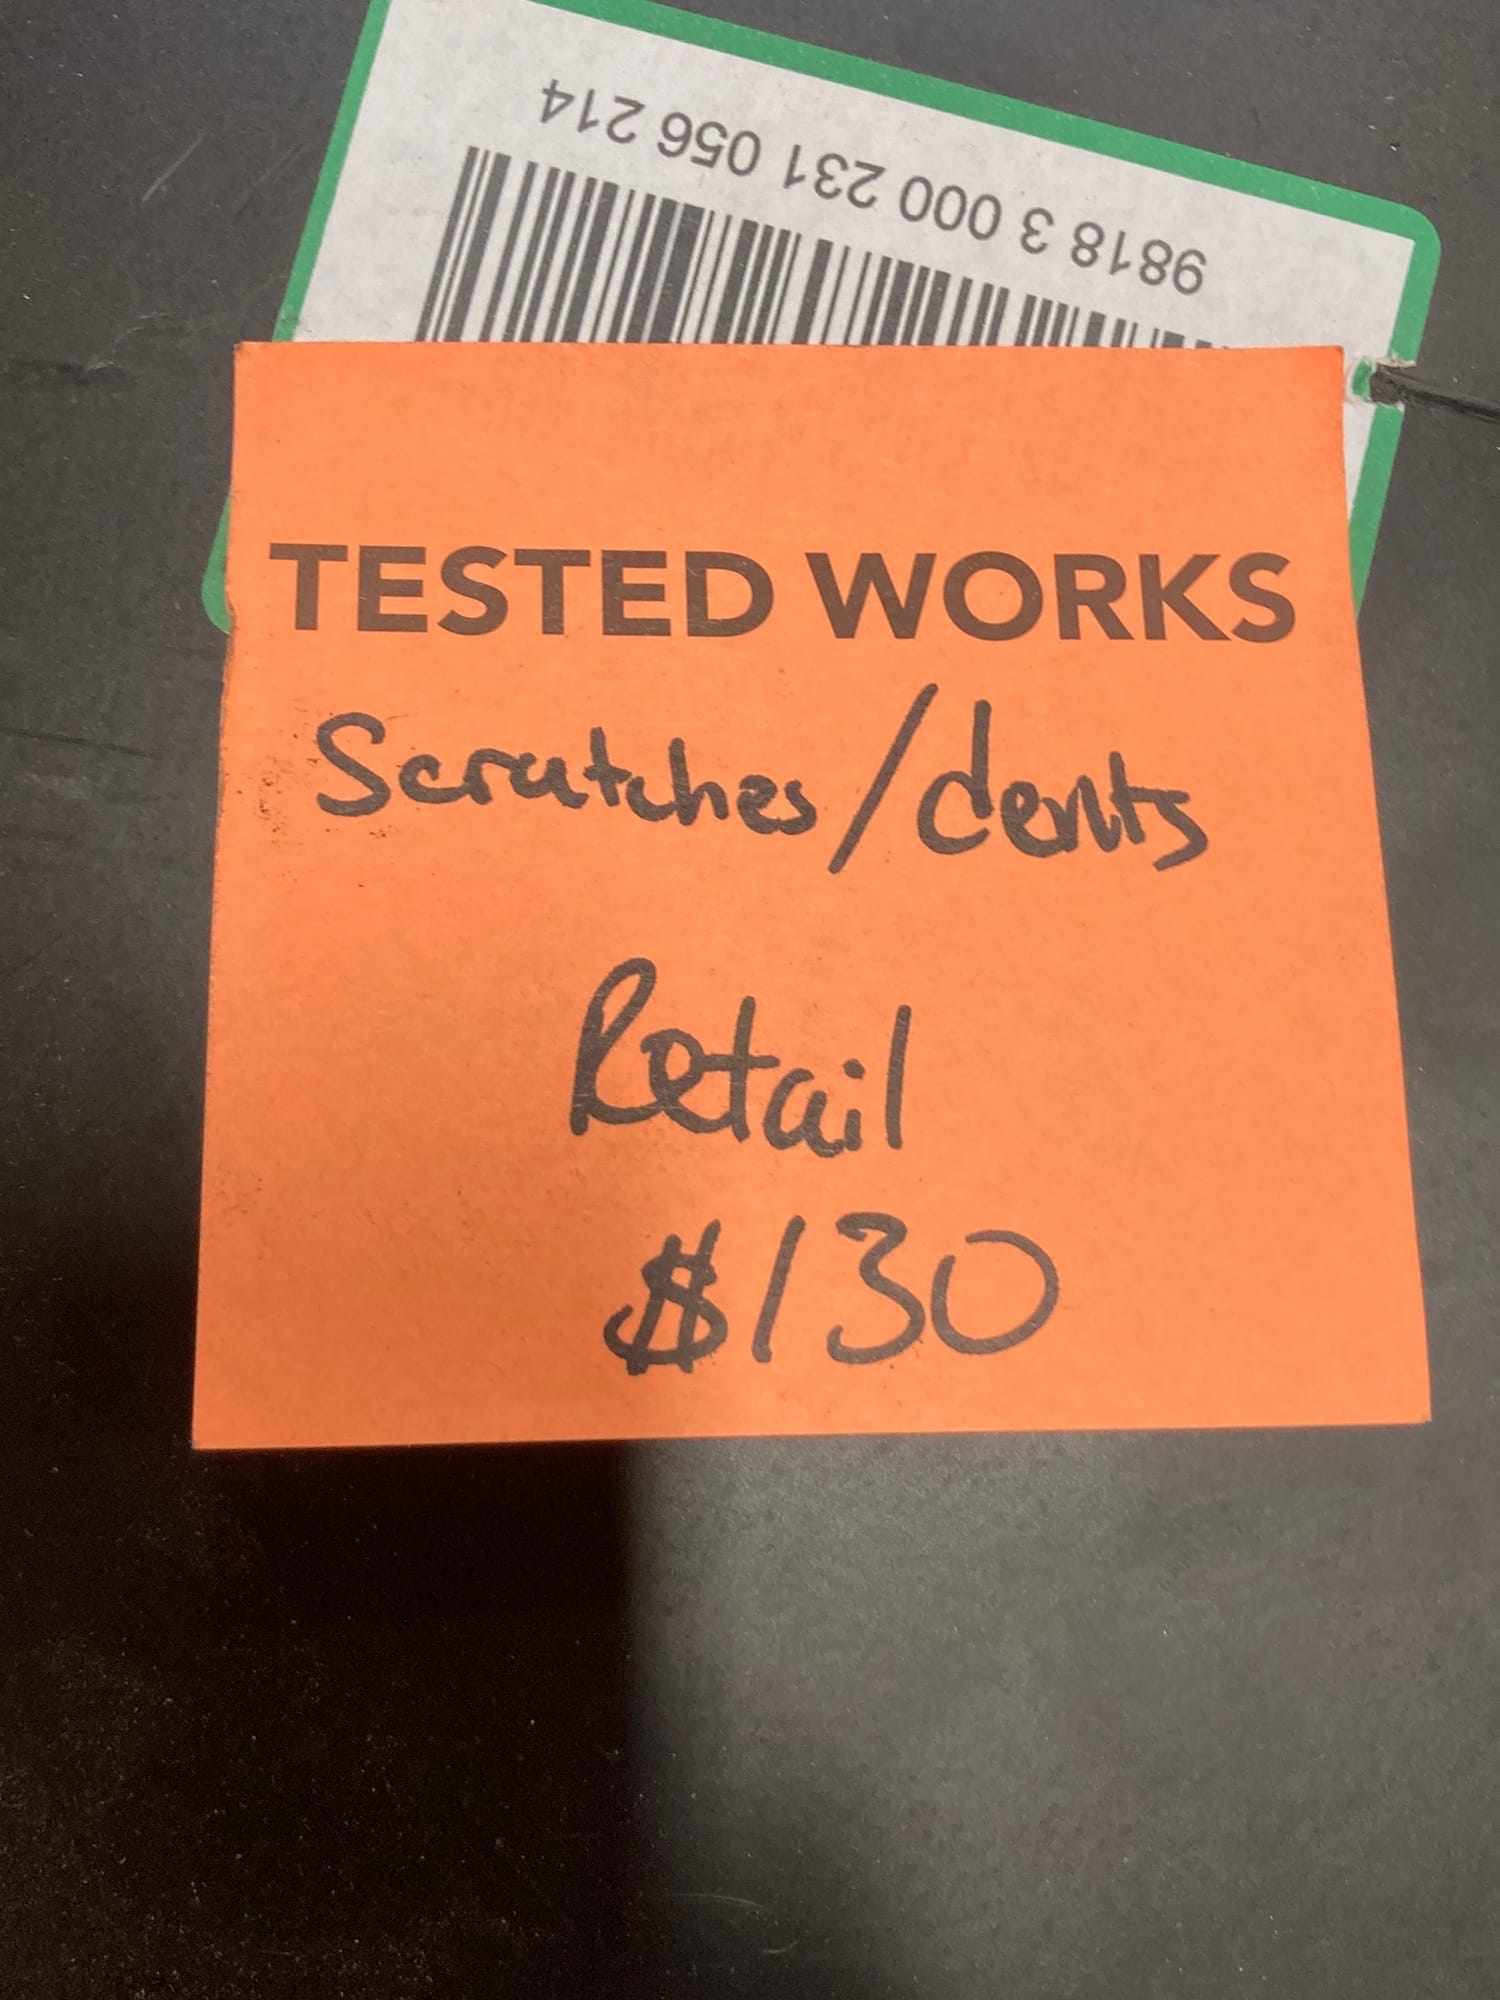 9818 3 000 231 056 214
TESTED WORKS
Scratches/dents
Retail
$130